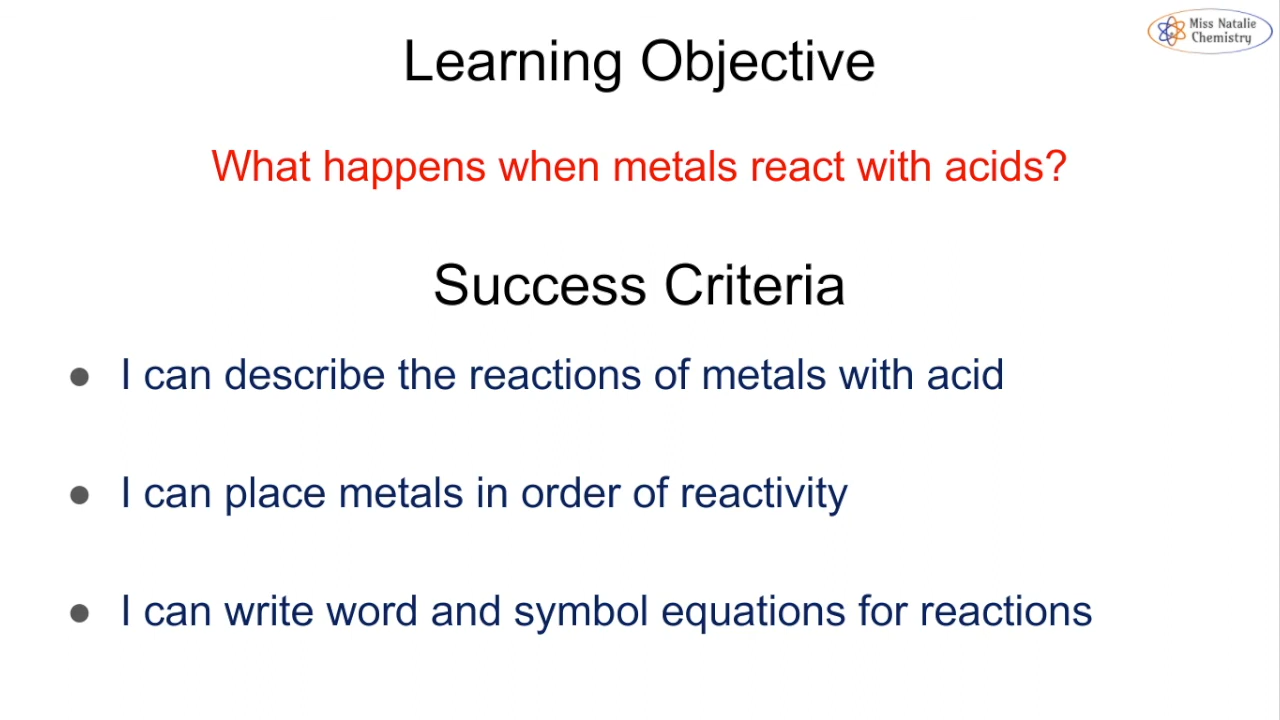 Miss Natalie
Chemistry
Learning Objective
What happens when metals react with acids?
Success Criteria
● I can describe the reactions of metals with acid
● I can place metals in order of reactivity
● I can write word and symbol equations for reactions